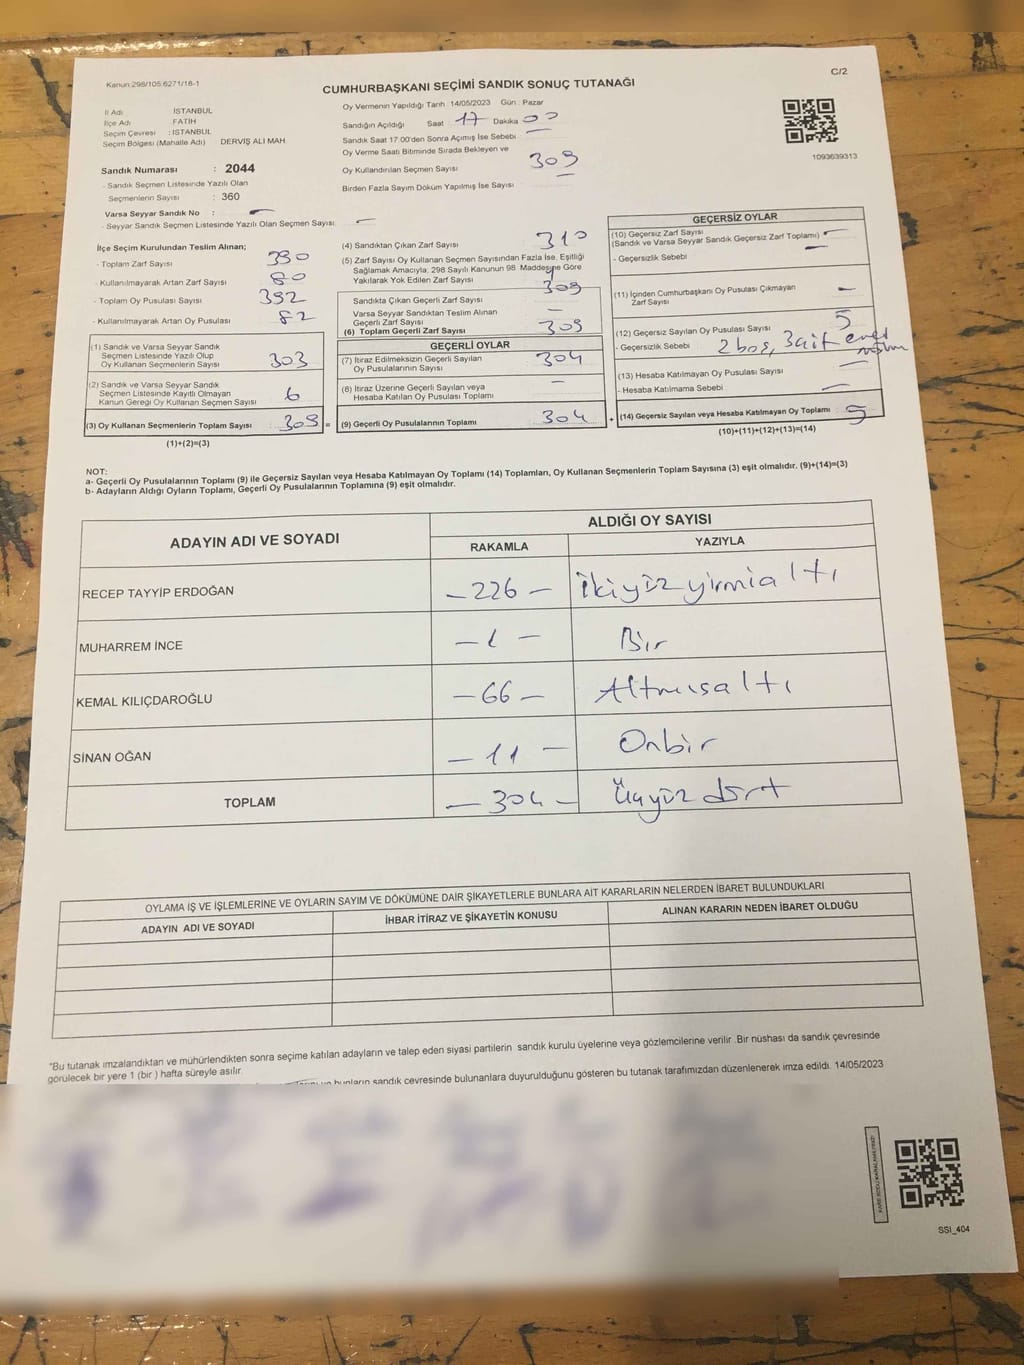 Kanun:298/105;6271/18-1
C/2
CUMHURBAŞKANI SEÇİMİ SANDIK SONUÇ TUTANAĞI
İl Adı : İSTANBUL
İlçe Adı : FATİH
Seçim Çevresi : İSTANBUL
Seçim Bölgesi (Mahalle Adı) DERVİŞ ALİ MAH
Oy Vermenin Yapıldığı Tarih 14/05/2023 Gün : Pazar
Sandığın Açıldığı Saat 17 Dakika 00
Sandık Saat 17.00'den Sonra Açımış İse Sebebi
Oy Verme Saati Bitiminde Sırada Bekleyen ve
Oy Kullandırılan Seçmen Sayısı 309
Birden Fazla Sayım Döküm Yapılmış İse Sayısı
1093639313
Sandık Numarası : 2044
- Sandık Seçmen Listesinde Yazılı Olan
Seçmenlerin Sayısı : 360
Varsa Seyyar Sandık No :
- Seyyar Sandık Seçmen Listesinde Yazılı Olan Seçmen Sayısı
İlçe Seçim Kurulundan Teslim Alınan;
- Toplam Zarf Sayısı 390
- Kullanılmayarak Artan Zarf Sayısı 80
- Toplam Oy Pusulası Sayısı 392
- Kullanılmayarak Artan Oy Pusulası 82
(1) Sandık ve Varsa Seyyar Sandık
Seçmen Listesinde Yazılı Olup
Oy Kullanan Seçmenlerin Sayısı 303
(2) Sandık ve Varsa Seyyar Sandık
Seçmen Listesinde Kayıtlı Olmayan
Kanun Gereği Oy Kullanan Seçmen Sayısı 6
(3) Oy Kullanan Seçmenlerin Toplam Sayısı 309 =
(1)+(2)=(3)
(4) Sandıktan Çıkan Zarf Sayısı 310
(5) Zarf Sayısı Oy Kullanan Seçmen Sayısından Fazla İse, Eşitliği
Sağlamak Amacıyla, 298 Sayılı Kanunun 98 Maddesine Göre
Yakılarak Yok Edilen Zarf Sayısı 1
Sandıkta Çıkan Geçerli Zarf Sayısı 309
Varsa Seyyar Sandıktan Teslim Alınan
Geçerli Zarf Sayısı
(6) Toplam Geçerli Zarf Sayısı 309
GEÇERLİ OYLAR
(7) İtiraz Edilmeksizin Geçerli Sayılan
Oy Pusulalarının Sayısı 304
(8) İtiraz Üzerine Geçerli Sayılan veya
Hesaba Katılan Oy Pusulası Toplamı –
(9) Geçerli Oy Pusulalarının Toplamı 304 +
GEÇERSİZ OYLAR
(10) Geçersiz Zarf Sayısı
(Sandık ve Varsa Seyyar Sandık Geçersiz Zarf Toplamı)
- Geçersizlik Sebebi
(11) İçinden Cumhurbaşkanı Oy Pusulası Çıkmayan
Zarf Sayısı –
(12) Geçersiz Sayılan Oy Pusulası Sayısı 5
- Geçersizlik Sebebi 2 boş, 3 ait
(13) Hesaba Katılmayan Oy Pusulası Sayısı
- Hesaba Katılmama Sebebi
(14) Geçersiz Sayılan veya Hesaba Katılmayan Oy Toplamı : 5
(10)+(11)+(12)+(13)=(14)
NOT:
a- Geçerli Oy Pusulalarının Toplamı (9) ile Geçersiz Sayılan veya Hesaba Katılmayan Oy Toplamı (14) Toplamları, Oy Kullanan Seçmenlerin Toplam Sayısına (3) eşit olmalıdır. (9)+(14)=(3)
b- Adayların Aldığı Oyların Toplamı, Geçerli Oy Pusulalarının Toplamına (9) eşit olmalıdır.
ADAYIN ADI VE SOYADI ALDIĞI OY SAYISI
RAKAMLA YAZIYLA
RECEP TAYYİP ERDOĞAN – 226 – İkiyüz yirmialtı
MUHARREM İNCE – 1 – Bir
KEMAL KILIÇDAROĞLU – 66 – Altmışaltı
SİNAN OĞAN – 11 – Onbir
TOPLAM – 304 – Üçyüz dört
OYLAMA İŞ VE İŞLEMLERİNE VE OYLARIN SAYIM VE DÖKÜMÜNE DAİR ŞİKAYETLERLE BUNLARA AİT KARARLARIN NELERDEN İBARET BULUNDUKLARI
ADAYIN ADI VE SOYADI İHBAR İTİRAZ VE ŞİKAYETİN KONUSU ALINAN KARARIN NEDEN İBARET OLDUĞU
"Bu tutanak imzalandıktan ve mühürlendikten sonra seçime katılan adayların ve talep eden siyasi partilerin sandık kurulu üyelerine veya gözlemcilerine verilir .Bir nüshası da sandık çevresinde
görülecek bir yere 1 (bir ) hafta süreyle asılır.
bunların sandık çevresinde bulunanlara duyurulduğunu gösteren bu tutanak tarafımızdan düzenlenerek imza edildi. 14/05/2023
SSI_404